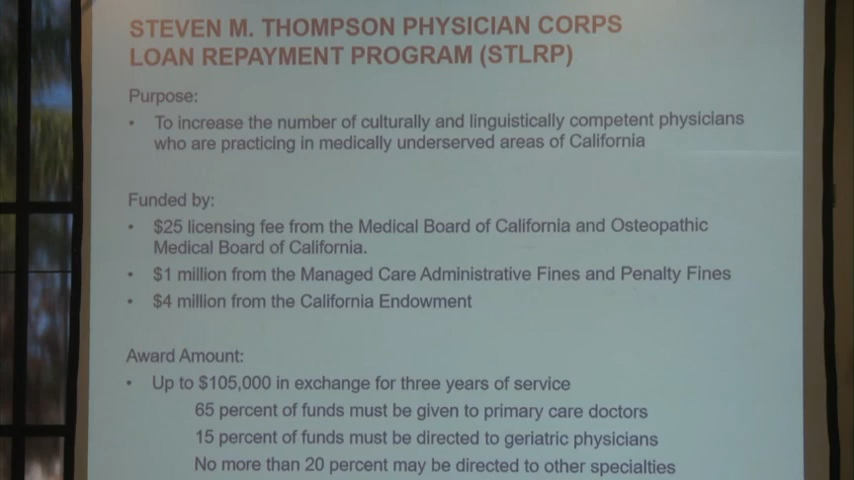 STEVEN M. THOMPSON PHYSICIAN CORPS
LOAN REPAYMENT PROGRAM (STLRP)
Purpose:
• To increase the number of culturally and linguistically competent physicians
who are practicing in medically underserved areas of California
Funded by:
• $25 licensing fee from the Medical Board of California and Osteopathic
Medical Board of California.
• $1 million from the Managed Care Administrative Fines and Penalty Fines
• $4 million from the California Endowment
Award Amount:
• Up to $105,000 in exchange for three years of service
65 percent of funds must be given to primary care doctors
15 percent of funds must be directed to geriatric physicians
No more than 20 percent may be directed to other specialties